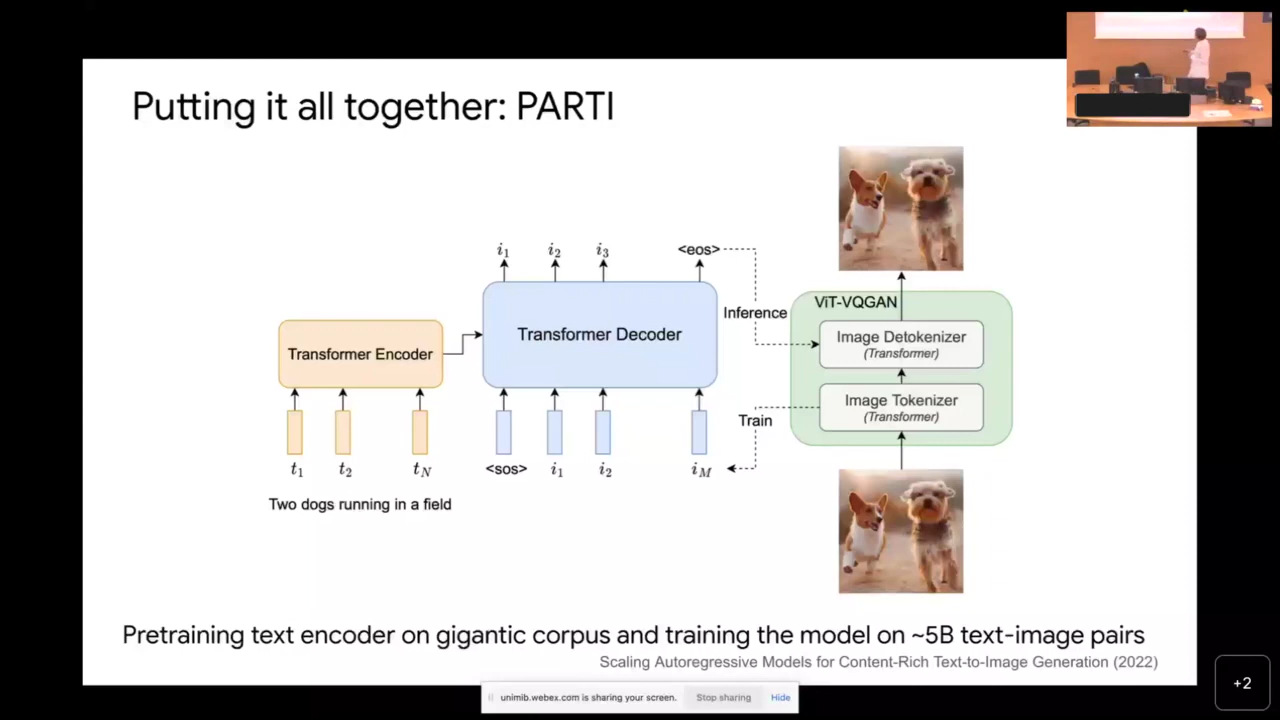 Putting it all together: PARTI
i1 i2 i3 <eos>
ViT-VQGAN
Inference
Image Detokenizer
(Transformer)
Transformer Decoder
Transformer Encoder
Image Tokenizer
(Transformer)
Train
t1 t2 tN <sos> i1 i2 iM
Two dogs running in a field
Pretraining text encoder on gigantic corpus and training the model on ~5B text-image pairs
Scaling Autoregressive Models for Content-Rich Text-to-Image Generation (2022)
unimib.webex.com is sharing your screen. Stop sharing Hide
+2